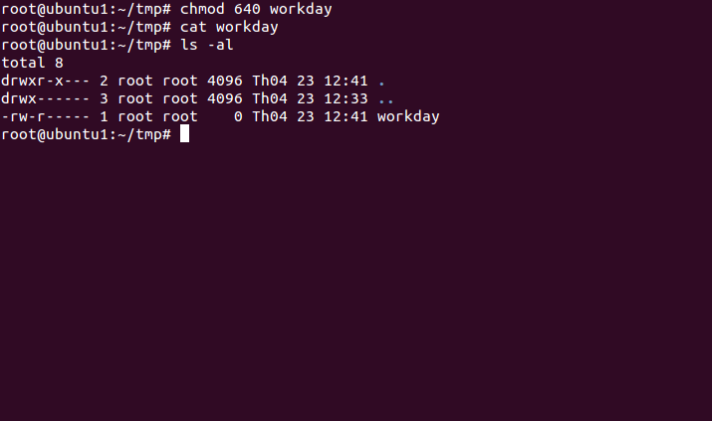 root@ubuntu1:~/tmp# chmod 640 workday
root@ubuntu1:~/tmp# cat workday
root@ubuntu1:~/tmp# ls -al
total 8
drwxr-x--- 2 root root 4096 Th04 23 12:41 .
drwx------ 3 root root 4096 Th04 23 12:33 ..
-rw-r----- 1 root root    0 Th04 23 12:41 workday
root@ubuntu1:~/tmp#